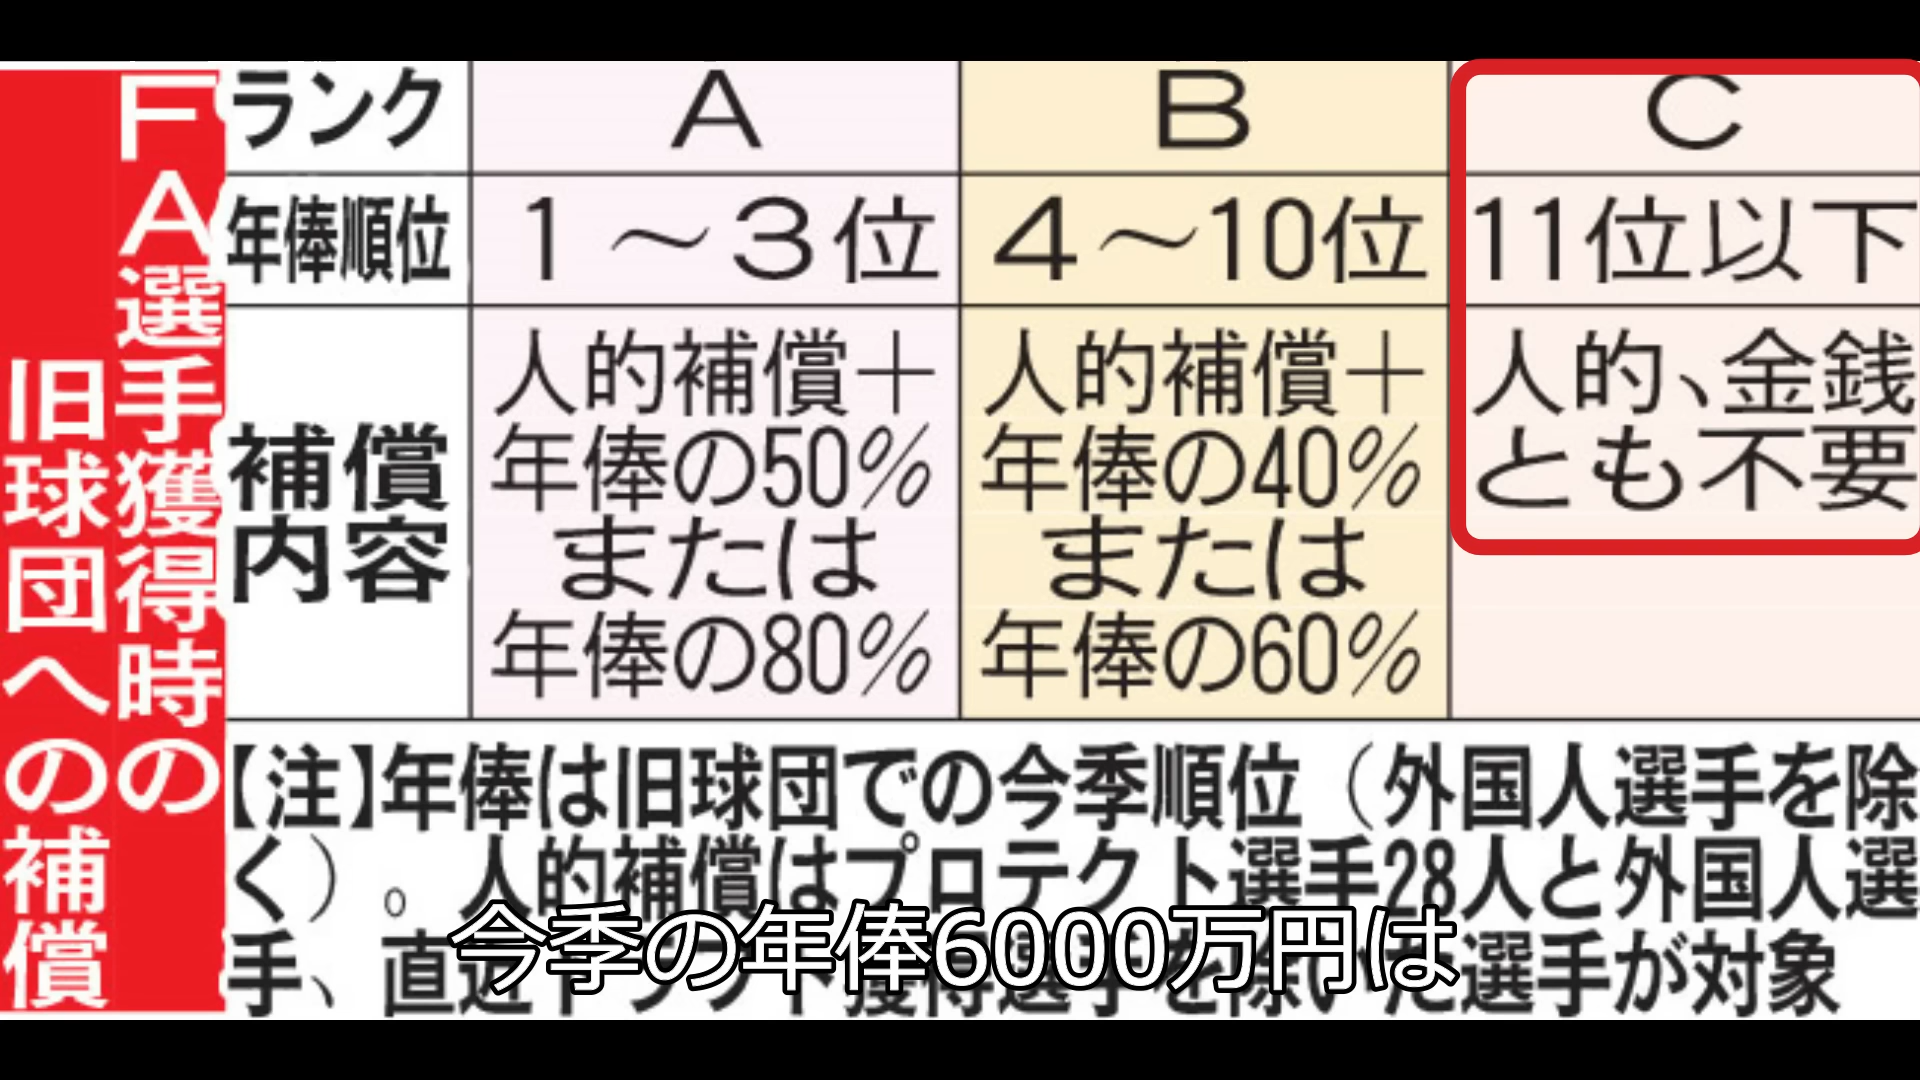 FA選手獲得時の
旧球団への補償
ランク A B C
年俸順位 1～3位 4～10位 11位以下
補償
内容
人的補償＋
年俸の50%
または
年俸の80%
人的補償＋
年俸の40%
または
年俸の60%
人的、金銭
とも不要
【注】年俸は旧球団での今季順位（外国人選手を除
く）。人的補償はプロテクト選手28人と外国人選
手、直近ドラフト獲得選手を除いた選手が対象
今季の年俸6000万円は